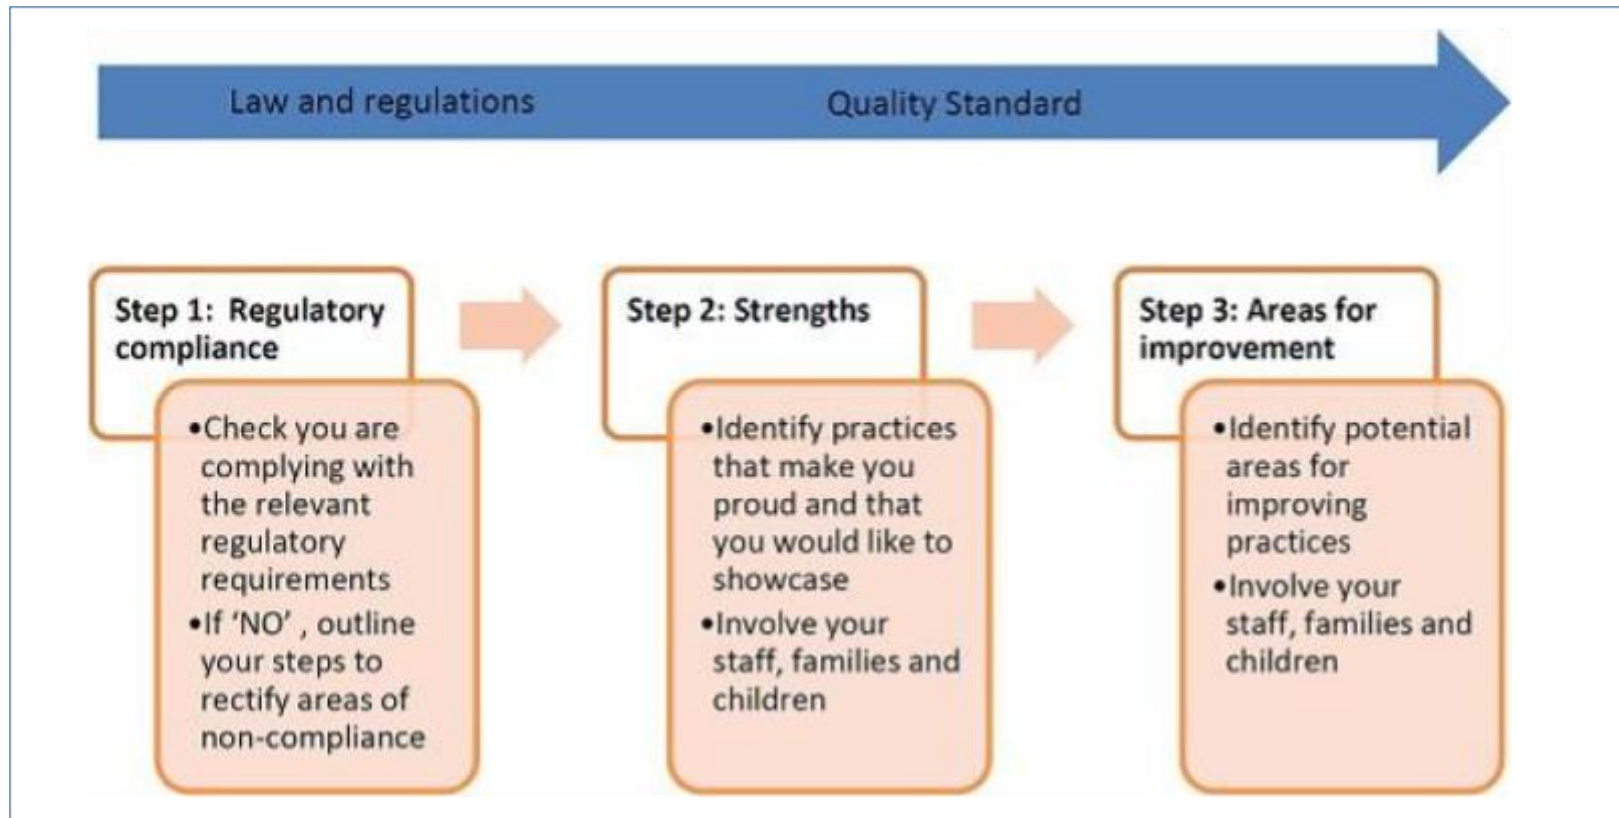 Law and regulations
Quality Standard
Step 1: Regulatory
compliance
•Check you are
complying with
the relevant
regulatory
requirements
•If ‘NO’ , outline
your steps to
rectify areas of
non-compliance
Step 2: Strengths
•Identify practices
that make you
proud and that
you would like to
showcase
•Involve your
staff, families and
children
Step 3: Areas for
improvement
•Identify potential
areas for
improving
practices
•Involve your
staff, families and
children